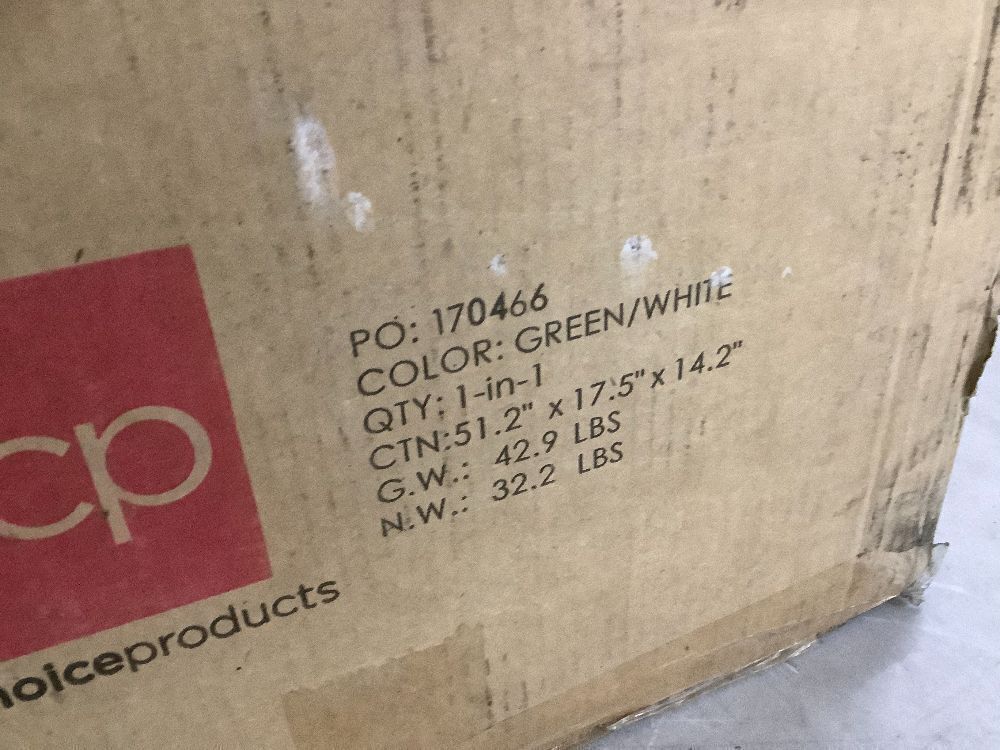 cp
hoiceproducts
PO: 170466
COLOR: GREEN/WHITE
QTY: 1-in-1
CTN:51.2" x 17.5" x 14.2"
G.W.: 42.9 LBS
N.W.: 32.2 LBS